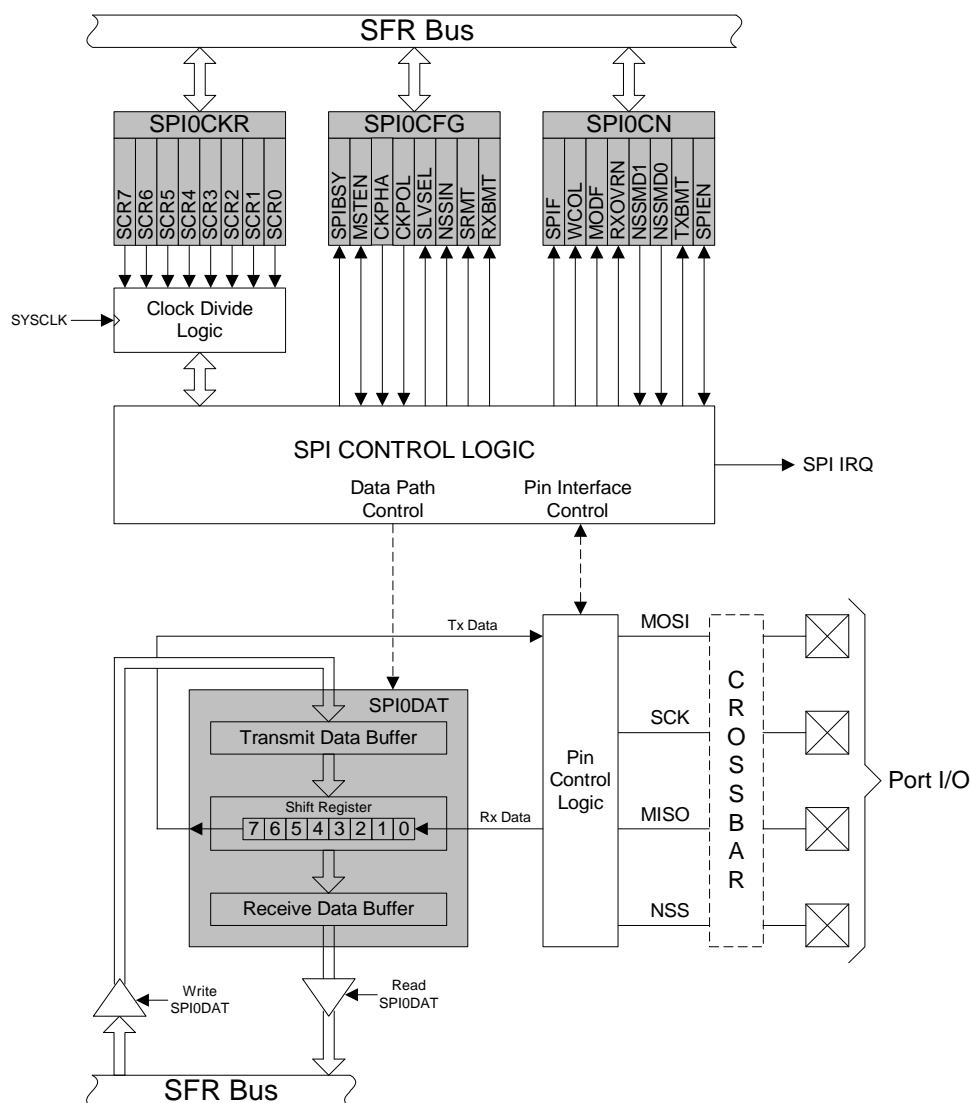 SFR Bus
SPI0CKR
SPI0CFG
SPI0CN
SCR7
SCR6
SCR5
SCR4
SCR3
SCR2
SCR1
SCR0
SPIBSY
MSTEN
CKPHA
CKPOL
SLVSEL
NSSIN
SRMT
RXBMT
SPIF
WCOL
MODF
RXOVRN
NSSMD1
NSSMD0
TXBMT
SPIEN
SYSCLK
Clock Divide
Logic
SPI CONTROL LOGIC
SPI IRQ
Data Path
Control
Pin Interface
Control
Tx Data
MOSI
SPI0DAT
Transmit Data Buffer
SCK
Shift Register
7 6 5 4 3 2 1 0
Rx Data
Pin
Control
Logic
MISO
Receive Data Buffer
NSS
CROSSBAR
Port I/O
Write
SPI0DAT
Read
SPI0DAT
SFR Bus